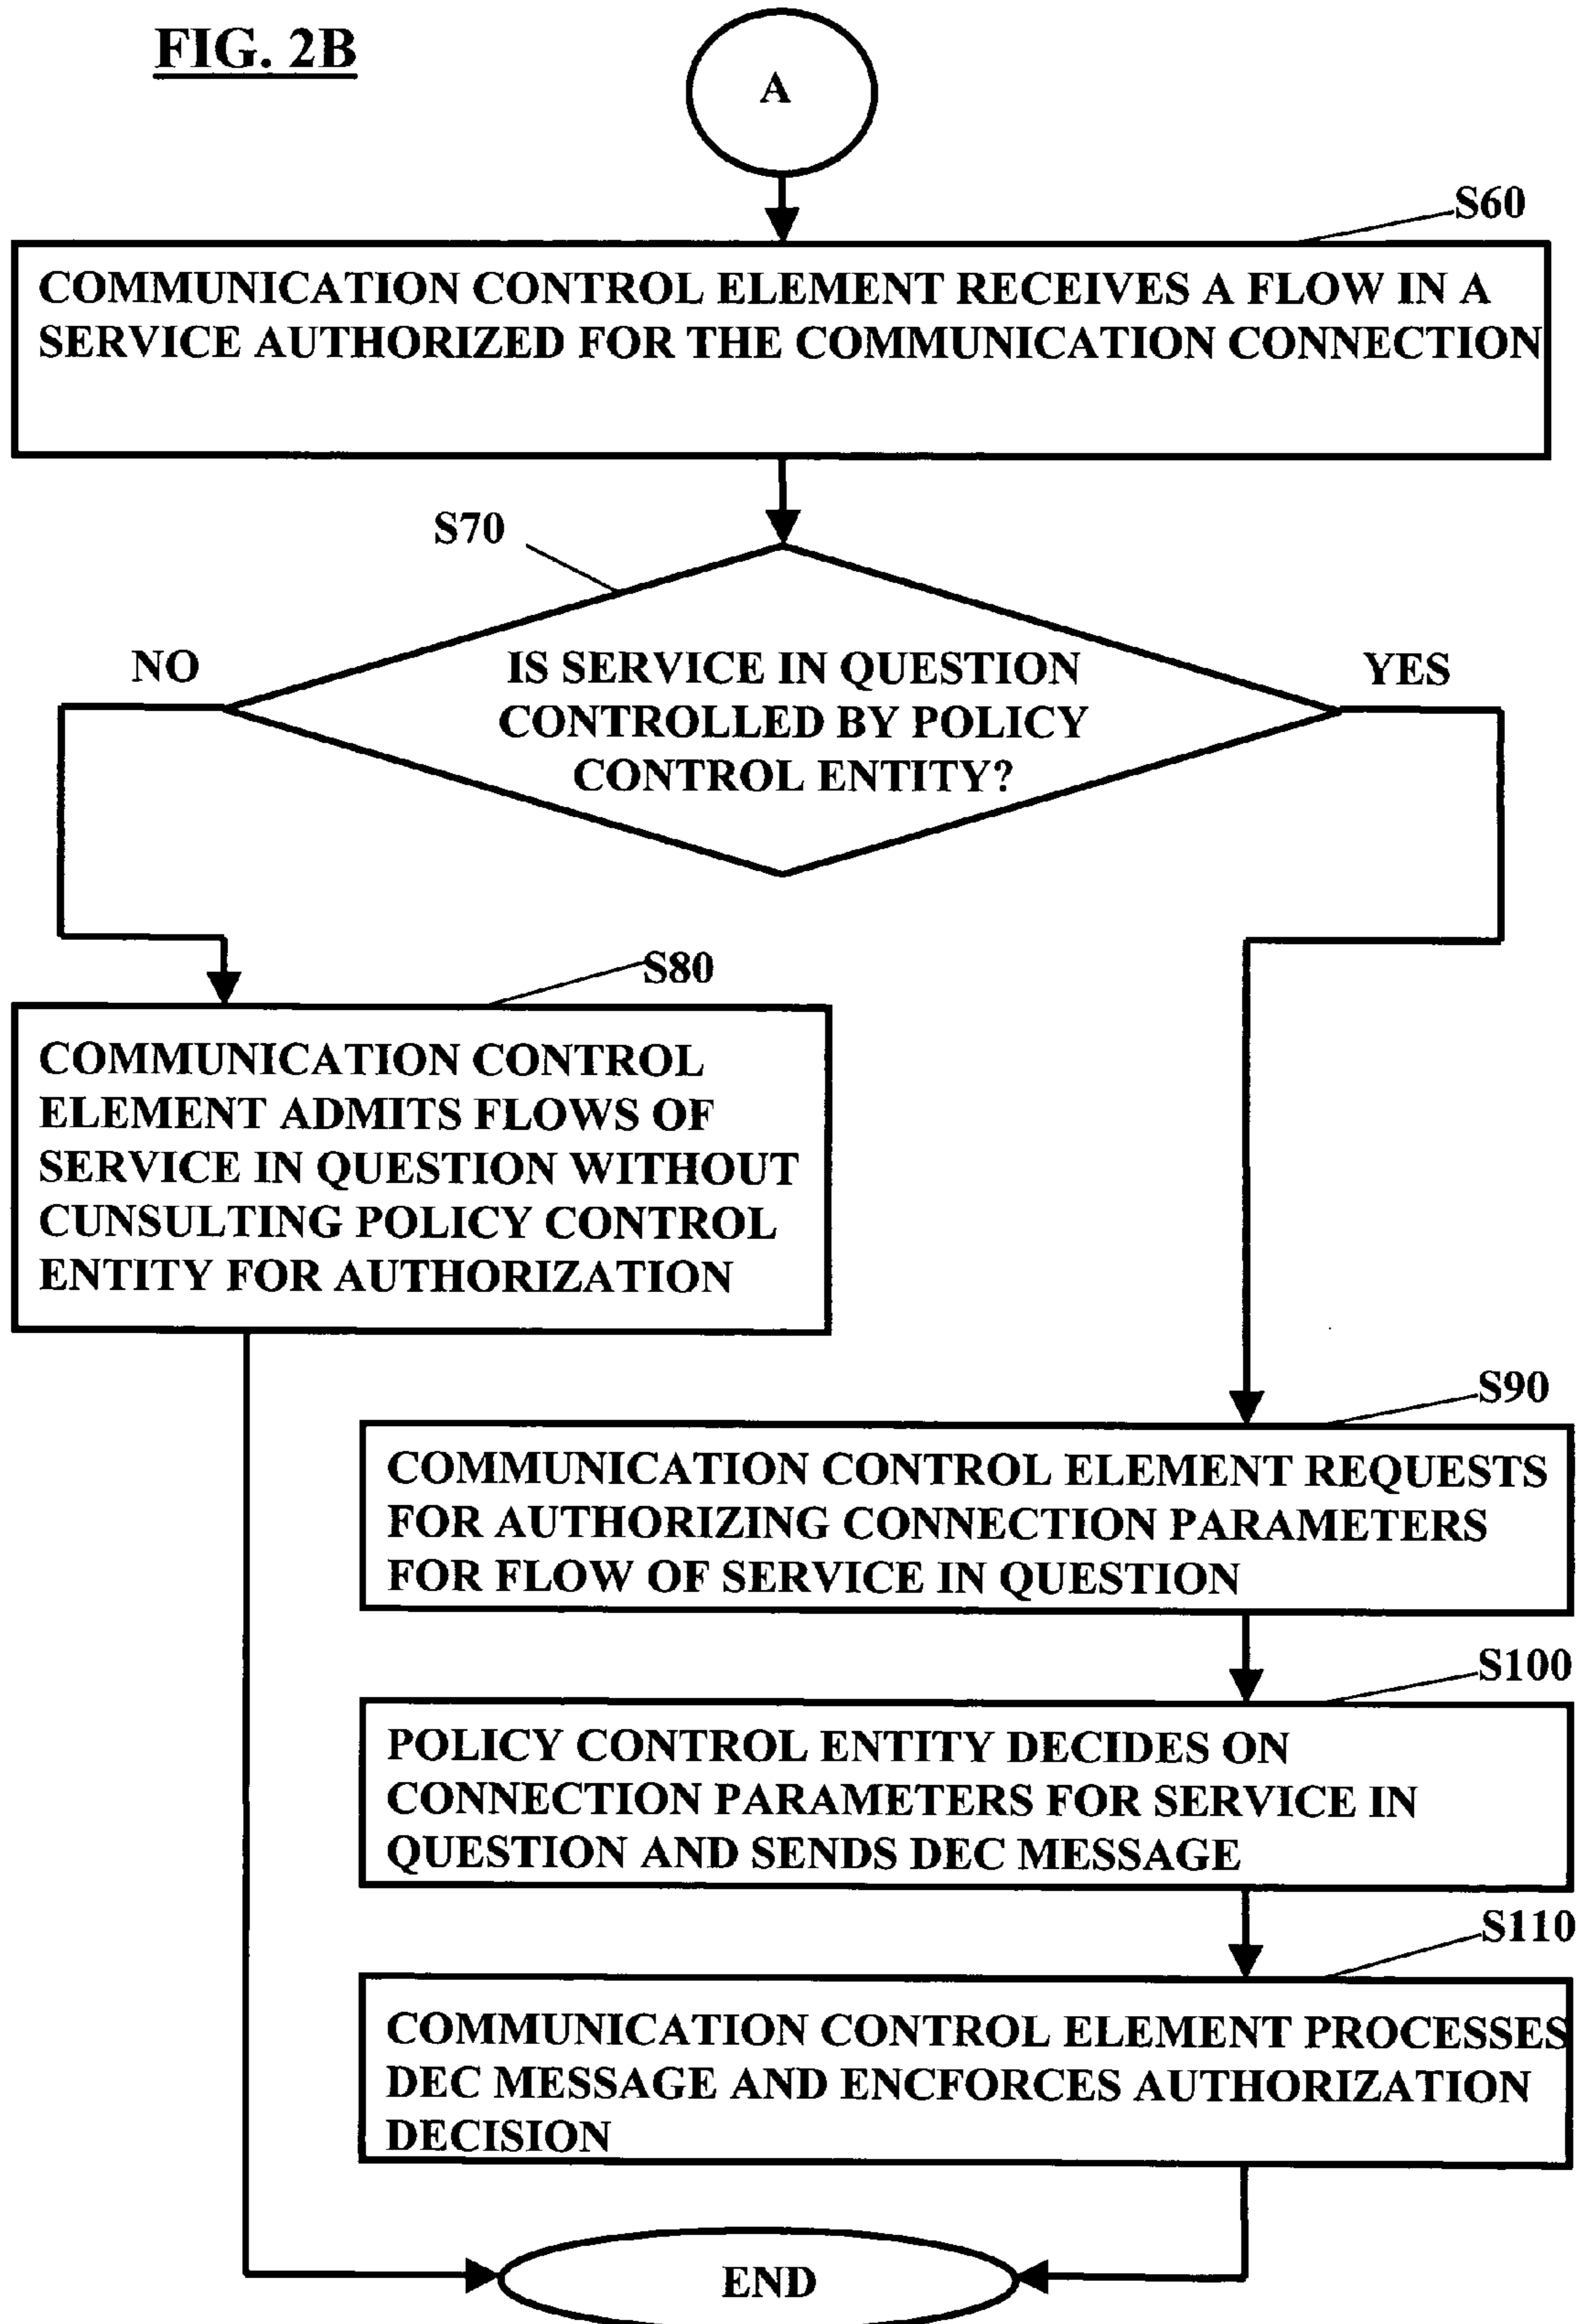 FIG. 2B
A
S60
COMMUNICATION CONTROL ELEMENT RECEIVES A FLOW IN A
SERVICE AUTHORIZED FOR THE COMMUNICATION CONNECTION
S70
NO
IS SERVICE IN QUESTION
CONTROLLED BY POLICY
CONTROL ENTITY?
YES
S80
COMMUNICATION CONTROL
ELEMENT ADMITS FLOWS OF
SERVICE IN QUESTION WITHOUT
CUNSULTING POLICY CONTROL
ENTITY FOR AUTHORIZATION
S90
COMMUNICATION CONTROL ELEMENT REQUESTS
FOR AUTHORIZING CONNECTION PARAMETERS
FOR FLOW OF SERVICE IN QUESTION
S100
POLICY CONTROL ENTITY DECIDES ON
CONNECTION PARAMETERS FOR SERVICE IN
QUESTION AND SENDS DEC MESSAGE
S110
COMMUNICATION CONTROL ELEMENT PROCESSES
DEC MESSAGE AND ENCFORCES AUTHORIZATION
DECISION
END